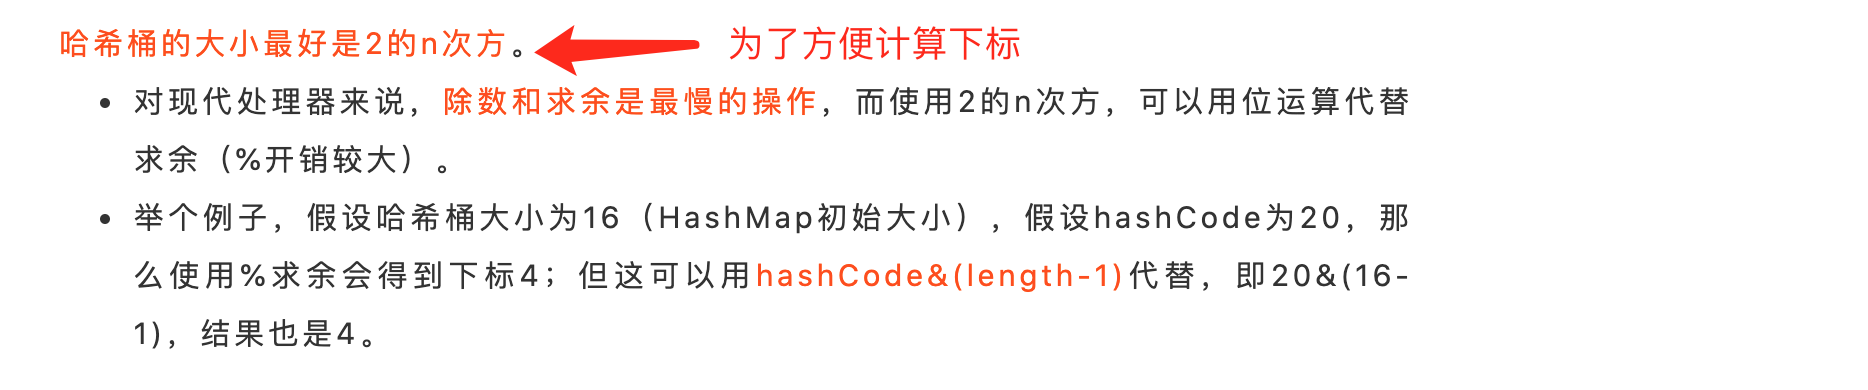 哈希桶的大小最好是2的n次方。 为了方便计算下标
• 对现代处理器来说，除数和求余是最慢的操作，而使用2的n次方，可以用位运算代替
求余（%开销较大）。
• 举个例子，假设哈希桶大小为16（HashMap初始大小），假设hashCode为20，那
么使用%求余会得到下标4；但这可以用hashCode&(length-1)代替，即20&(16-
1)，结果也是4。